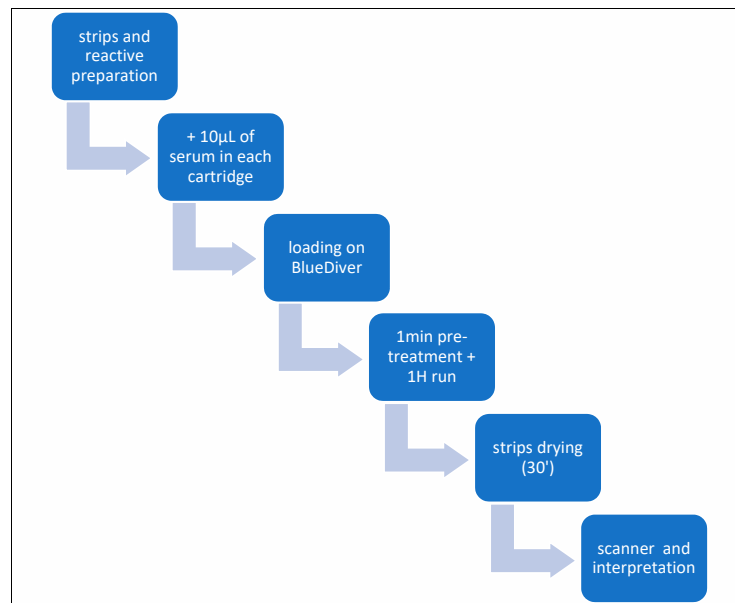 strips and
reactive
preparation
+ 10µL of
serum in each
cartridge
loading on
BlueDiver
1min pre-
treatment +
1H run
strips drying
(30')
scanner and
interpretation